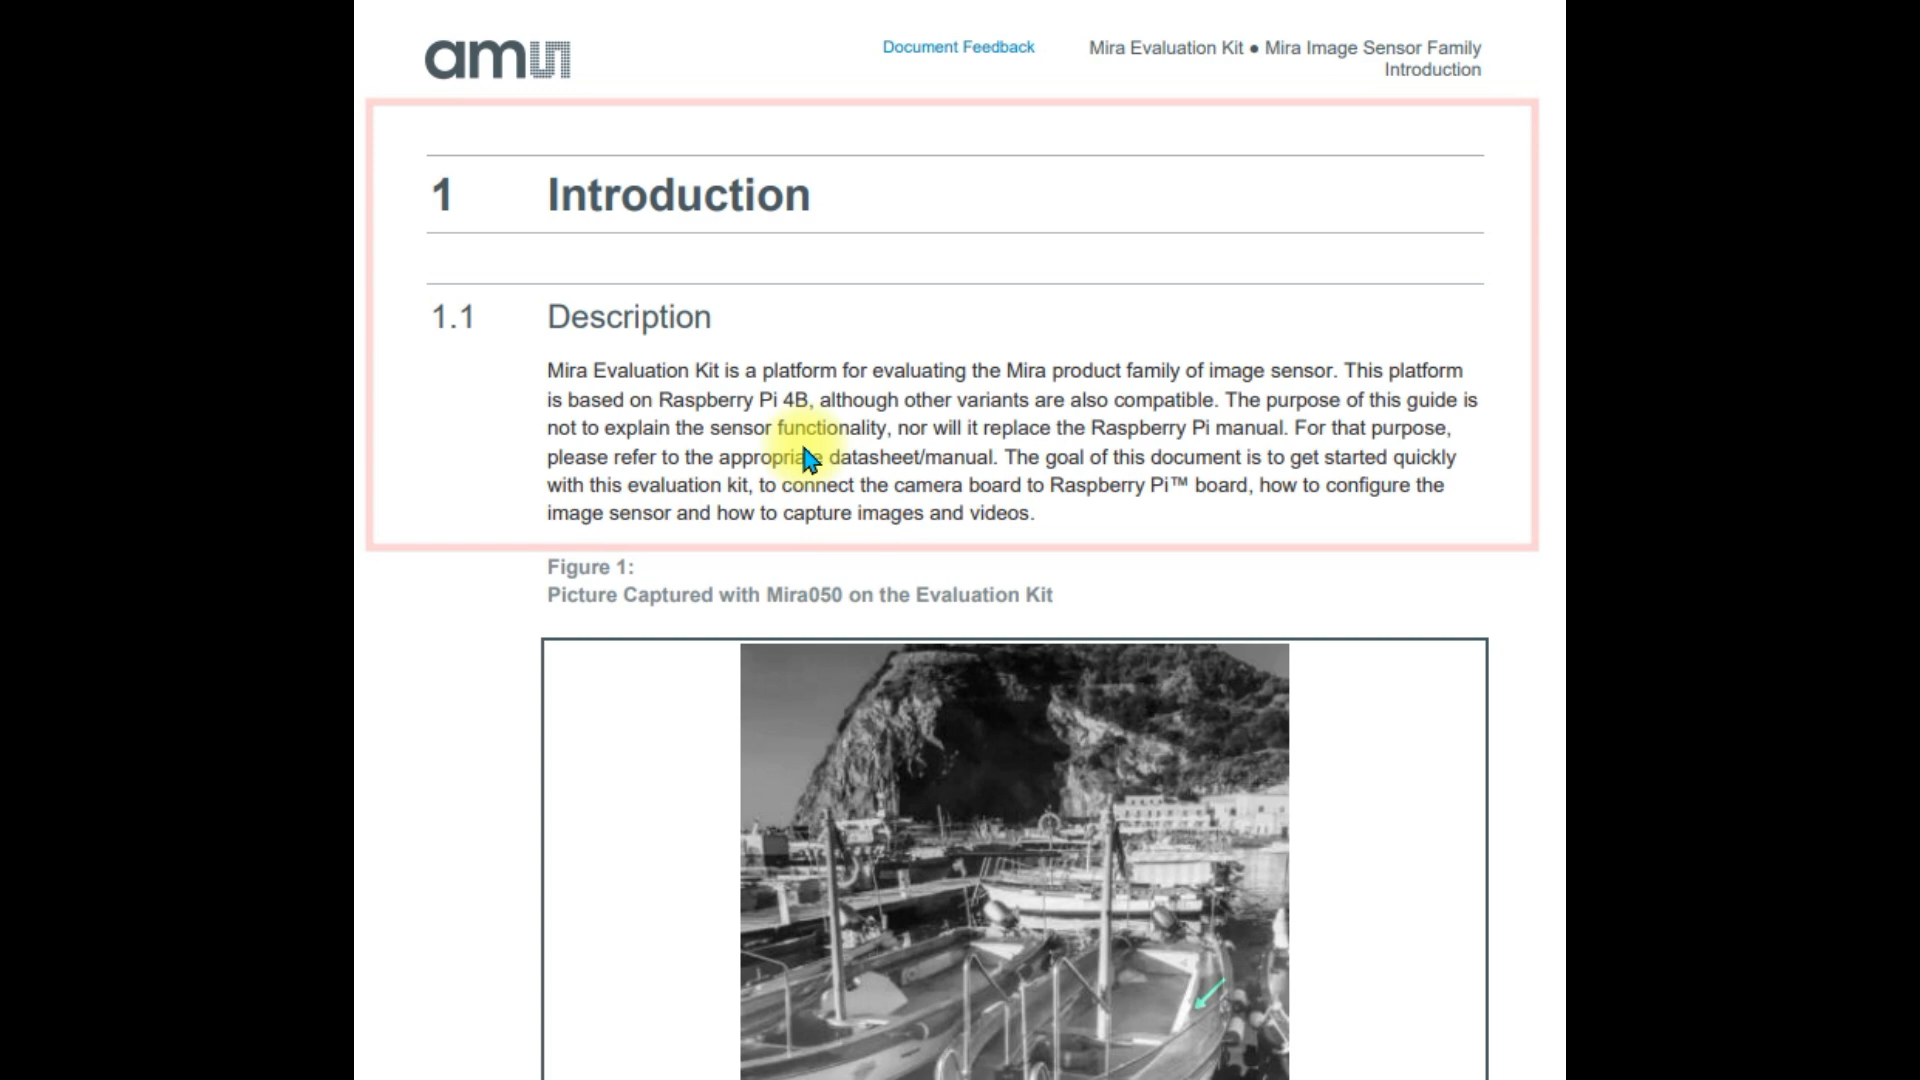 am
Document Feedback
Mira Evaluation Kit ● Mira Image Sensor Family
Introduction
1 Introduction
1.1 Description
Mira Evaluation Kit is a platform for evaluating the Mira product family of image sensor. This platform
is based on Raspberry Pi 4B, although other variants are also compatible. The purpose of this guide is
not to explain the sensor functionality, nor will it replace the Raspberry Pi manual. For that purpose,
please refer to the appropriate datasheet/manual. The goal of this document is to get started quickly
with this evaluation kit, to connect the camera board to Raspberry Pi™ board, how to configure the
image sensor and how to capture images and videos.
Figure 1:
Picture Captured with Mira050 on the Evaluation Kit